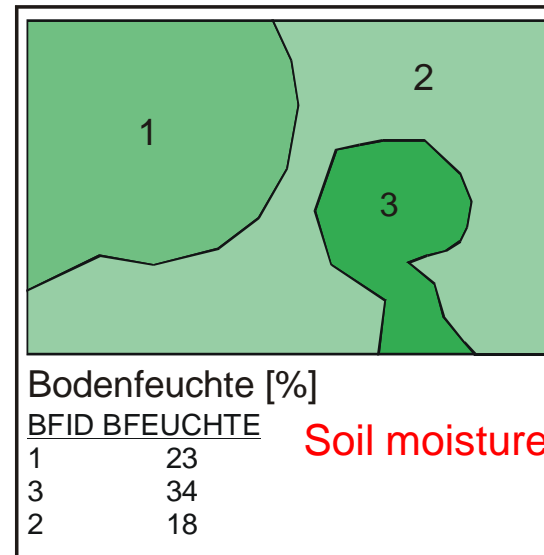 2
1
3
Bodenfeuchte [%]
BFID BFEUCHTE
Soil moisture
1 23
3 34
2 18